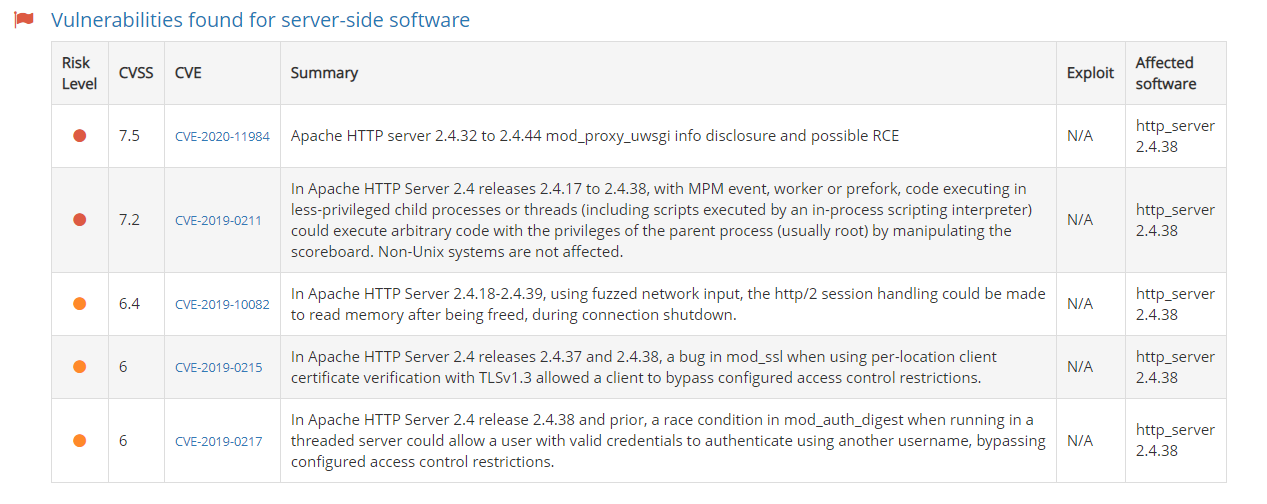 Vulnerabilities found for server-side software
Risk Level CVSS CVE Summary Exploit Affected software
7.5 CVE-2020-11984 Apache HTTP server 2.4.32 to 2.4.44 mod_proxy_uwsgi info disclosure and possible RCE N/A http_server 2.4.38
7.2 CVE-2019-0211 In Apache HTTP Server 2.4 releases 2.4.17 to 2.4.38, with MPM event, worker or prefork, code executing in
less-privileged child processes or threads (including scripts executed by an in-process scripting interpreter)
could execute arbitrary code with the privileges of the parent process (usually root) by manipulating the
scoreboard. Non-Unix systems are not affected. N/A http_server 2.4.38
6.4 CVE-2019-10082 In Apache HTTP Server 2.4.18-2.4.39, using fuzzed network input, the http/2 session handling could be made
to read memory after being freed, during connection shutdown. N/A http_server 2.4.38
6 CVE-2019-0215 In Apache HTTP Server 2.4 releases 2.4.37 and 2.4.38, a bug in mod_ssl when using per-location client
certificate verification with TLSv1.3 allowed a client to bypass configured access control restrictions. N/A http_server 2.4.38
6 CVE-2019-0217 In Apache HTTP Server 2.4 release 2.4.38 and prior, a race condition in mod_auth_digest when running in a
threaded server could allow a user with valid credentials to authenticate using another username, bypassing
configured access control restrictions. N/A http_server 2.4.38